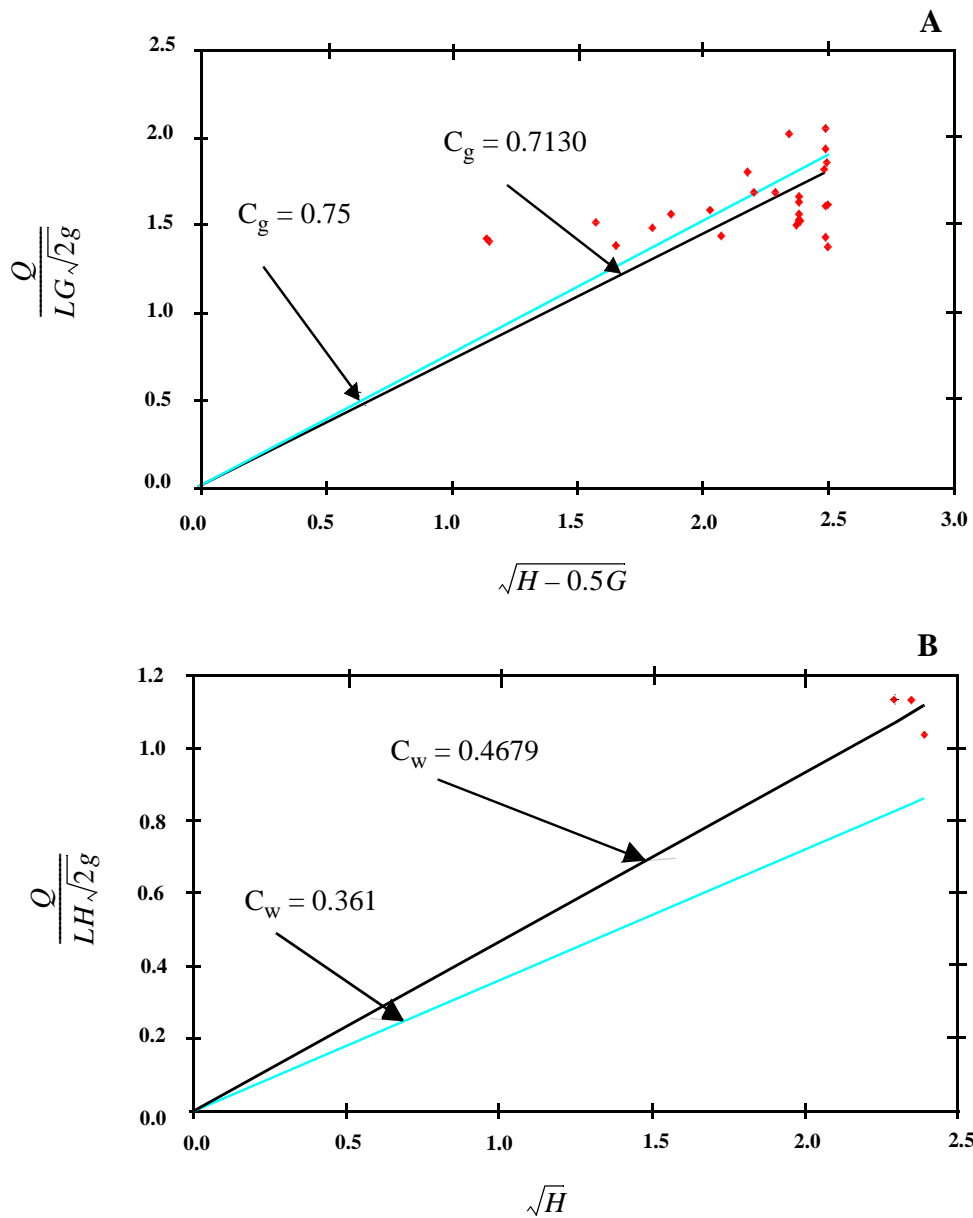 A
2.5
2.0
1.5
1.0
0.5
0.0
C_g = 0.7130
C_g = 0.75
Q
LG√2g
0.0 0.5 1.0 1.5 2.0 2.5 3.0
√H – 0.5G
B
1.2
1.0
0.8
0.6
0.4
0.2
0.0
C_w = 0.4679
C_w = 0.361
Q
LH√2g
0.0 0.5 1.0 1.5 2.0 2.5
√H